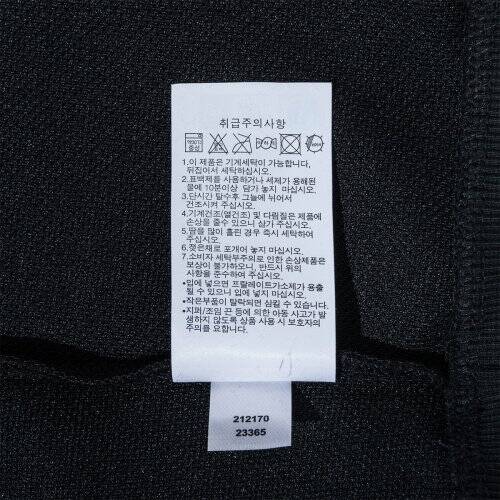 취급주의사항
1.이 제품은 기계세탁이 가능합니다,
뒤집어서 세탁하십시오.
2.표백제를 사용하거나 세제가 용해된
물에 10분이상 담가 놓지 마십시오.
3.단시간 탈수후 그늘에 뉘어서
건조시켜 주십시오.
4.기계건조(열건조) 및 다림질은 제품에
손상을 줄수 있으니 삼가 주십시오.
5.땀을 많이 흘린 경우 즉시 세탁하여
주십시오.
6.젖은채로 포개어 놓지 마십시오.
7.소비자 세탁부주의로 인한 손상제품은
보상이 불가하오니, 반드시 위의
사항을 준수하여 주십시오.
•입에 넣으면 프탈레이트가소제가 용출
될 수 있으니 입에 넣지 마십시오.
•작은부품이 탈락되면 삼킬 수 있습니다.
•지퍼/조임 끈 등에 의한 아동 사고가 발
생하지 않도록 상품 사용 시 보호자의
주의를 요합니다.
212170
23365